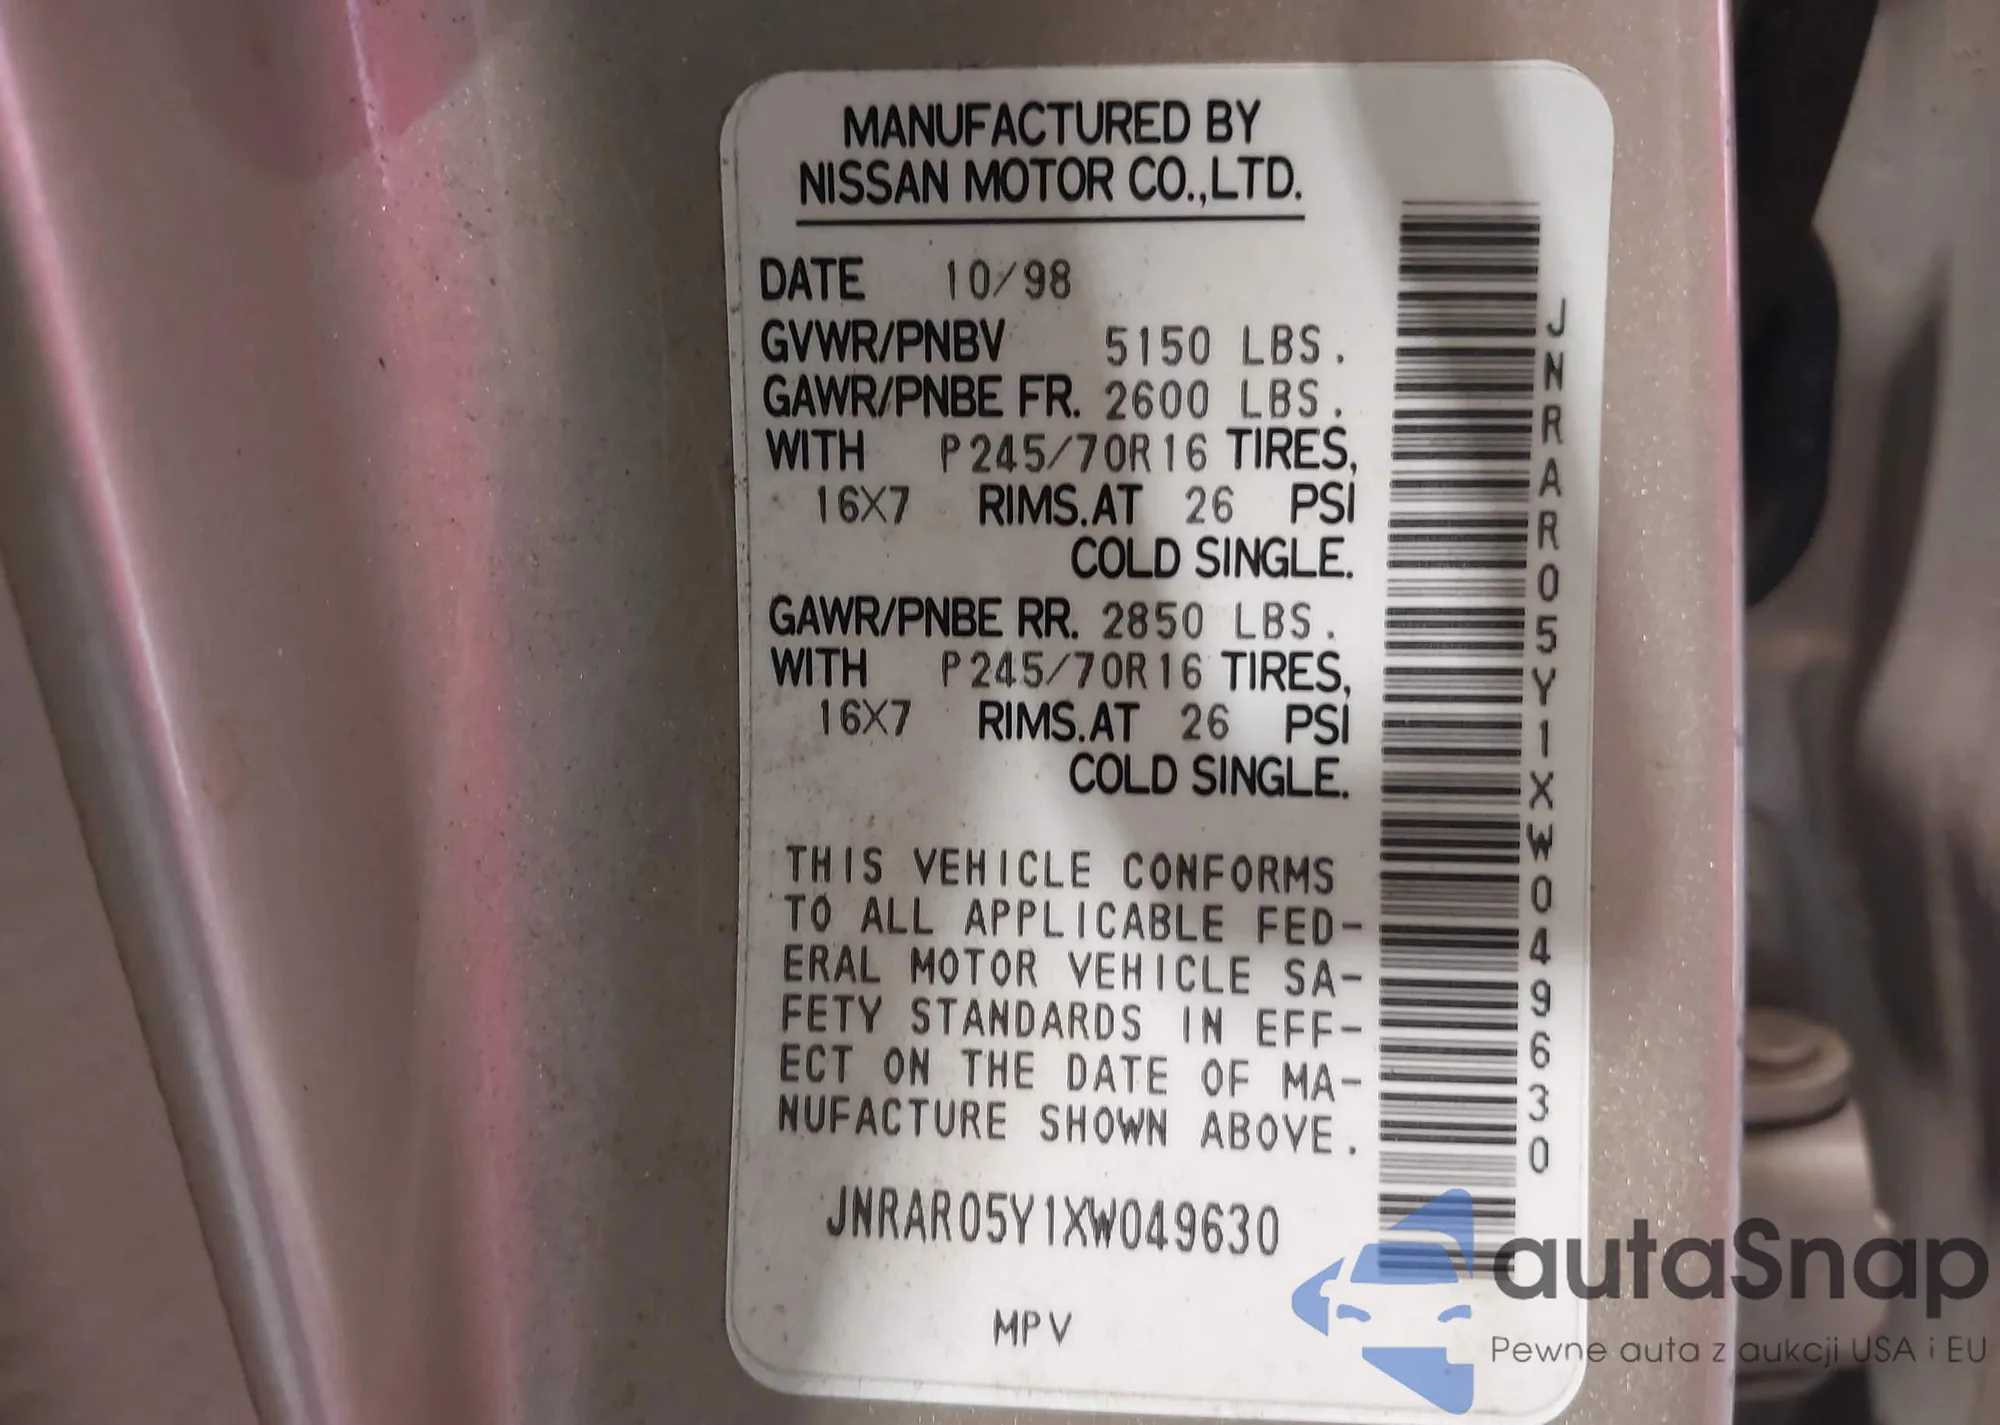 MANUFACTURED BY
NISSAN MOTOR CO.,LTD.
DATE 10/98
GVWR/PNBV 5150 LBS.
GAWR/PNBE FR. 2600 LBS.
WITH P245/70R16 TIRES,
16X7 RIMS.AT 26 PSI
COLD SINGLE.
GAWR/PNBE RR. 2850 LBS.
WITH P245/70R16 TIRES,
16X7 RIMS.AT 26 PSI
COLD SINGLE.
THIS VEHICLE CONFORMS
TO ALL APPLICABLE FED-
ERAL MOTOR VEHICLE SA-
FETY STANDARDS IN EFF-
ECT ON THE DATE OF MA-
NUFACTURE SHOWN ABOVE.
JNRAR05Y1XW049630
MPV
JNRAR05Y1XW049630
autaSnap
Pewne auta z aukcji USA i EU